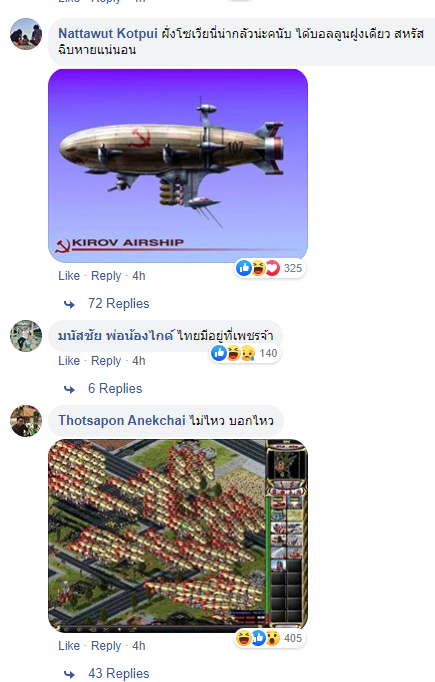 Like · Reply · 4h
Nattawut Kotpui ฝั่งโซเวียนี่น่ากลัวน่ะคนับ ได้บอลลูนฝูงเดียว สหรัส
ฉิบหายแน่นอน
107
KIROV AIRSHIP
325
Like · Reply · 4h
72 Replies
มนัสชัย พ่อน้องไกด์ ไทยมีอยู่ที่เพชรจ้า
140
Like · Reply · 4h
6 Replies
Thotsapon Anekchai ไม่ไหว บอกไหว
405
Like · Reply · 4h
43 Replies